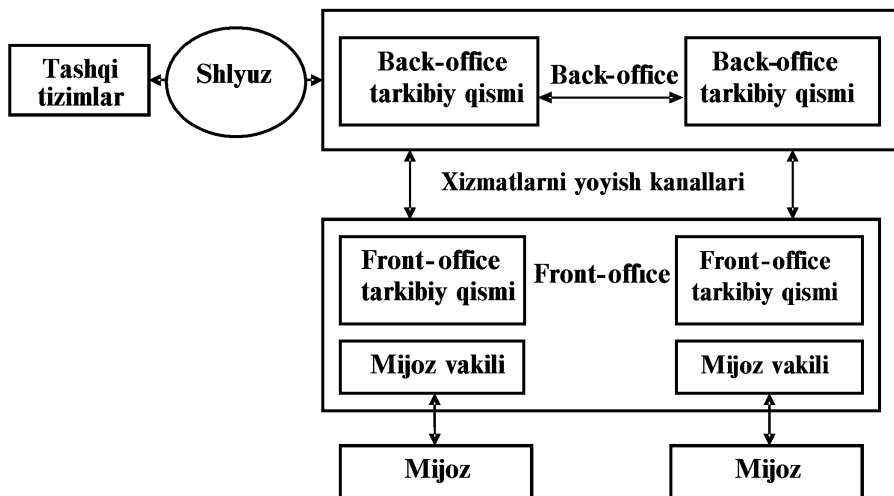 Tashqi
tizimlar
Shlyuz
Back-office
tarkibiy qismi
Back-office
Back-office
tarkibiy qismi
Xizmatlarni yoyish kanallari
Front-office
tarkibiy qismi
Front-office
Front-office
tarkibiy qismi
Mijoz vakili
Mijoz vakili
Mijoz
Mijoz